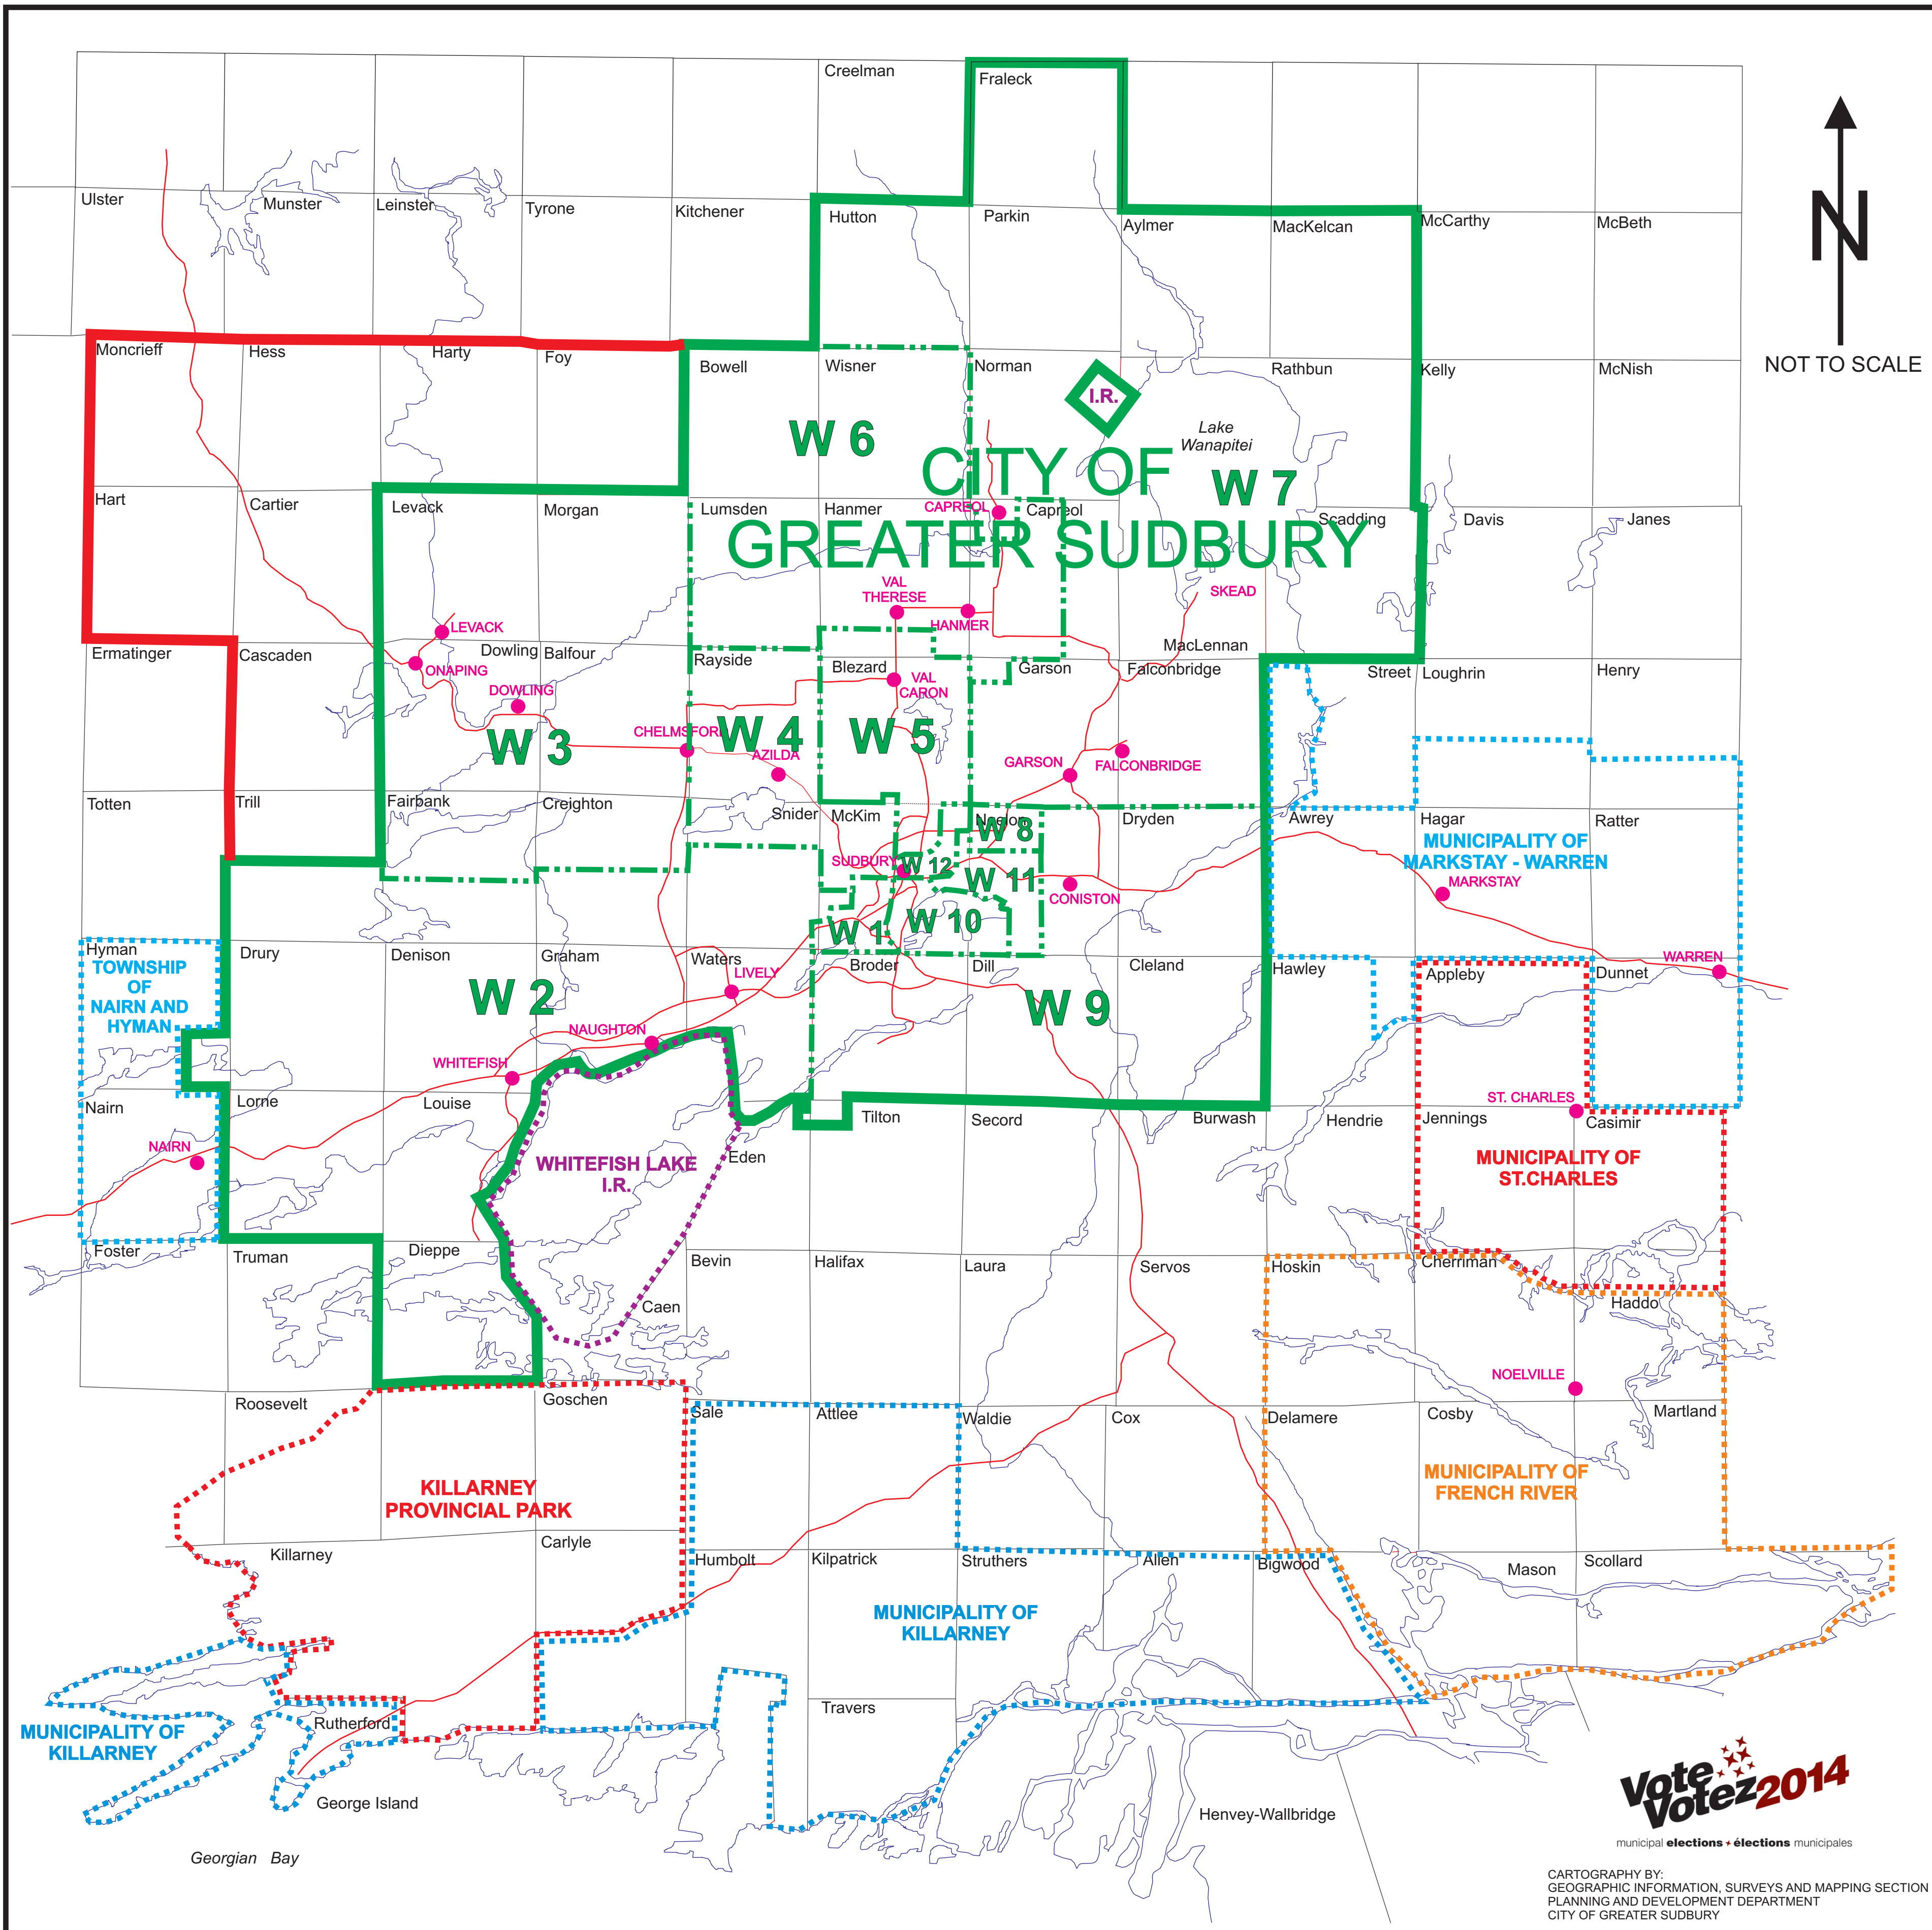 Creelman
Fraleck
N
NOT TO SCALE
Ulster
Munster
Leinster
Tyrone
Kitchener
Hutton
Parkin
Aylmer
MacKelcan
McCarthy
McBeth
Moncrieff
Hess
Harty
Foy
Bowell
Wisner
Norman
I.R.
Rathbun
Kelly
McNish
W 6
Lake
Wanapitei
CITY OF
GREATER SUDBURY
W 7
Hart
Cartier
Levack
Morgan
Lumsden
Hanmer
CAPREOL
Capreol
Scadding
Davis
Janes
VAL
THERESE
HANMER
SKEAD
LEVACK
ONAPING
DOWLING
Ermatinger
Cascaden
Dowling
Balfour
Rayside
Blezard
VAL
CARON
Garson
MacLennan
Falconbridge
Street
Loughrin
Henry
W 3
CHELMSFORD
W 4
AZILDA
W 5
GARSON
FALCONBRIDGE
Totten
Trill
Fairbank
Creighton
Snider
McKim
Neelon
W 8
Dryden
Awrey
Hagar
Ratter
MUNICIPALITY OF
MARKSTAY - WARREN
MARKSTAY
SUDBURY
W 12
W 11
CONISTON
W 1
W 10
Hyman
TOWNSHIP
OF
NAIRN AND
HYMAN
Drury
Denison
Graham
Waters
LIVELY
Broder
Dill
Cleland
Hawley
Appleby
Dunnet
WARREN
W 2
W 9
NAUGHTON
WHITEFISH
Nairn
NAIRN
Lorne
Louise
Eden
Tilton
Secord
Burwash
Hendrie
Jennings
ST. CHARLES
Casimir
WHITEFISH LAKE
I.R.
MUNICIPALITY OF
ST.CHARLES
Foster
Truman
Dieppe
Caen
Bevin
Halifax
Laura
Servos
Hoskin
Cherriman
Haddo
NOELVILLE
Roosevelt
Goschen
Sale
Attlee
Waldie
Cox
Delamere
Cosby
Martland
KILLARNEY
PROVINCIAL PARK
MUNICIPALITY OF
FRENCH RIVER
Killarney
Carlyle
Humbolt
Kilpatrick
Struthers
Allen
Bigwood
Mason
Scollard
MUNICIPALITY OF
KILLARNEY
MUNICIPALITY OF
KILLARNEY
Rutherford
Travers
George Island
Henvey-Wallbridge
Georgian Bay
Vote
Votez2014
municipal elections + élections municipales
CARTOGRAPHY BY:
GEOGRAPHIC INFORMATION, SURVEYS AND MAPPING SECTION
PLANNING AND DEVELOPMENT DEPARTMENT
CITY OF GREATER SUDBURY